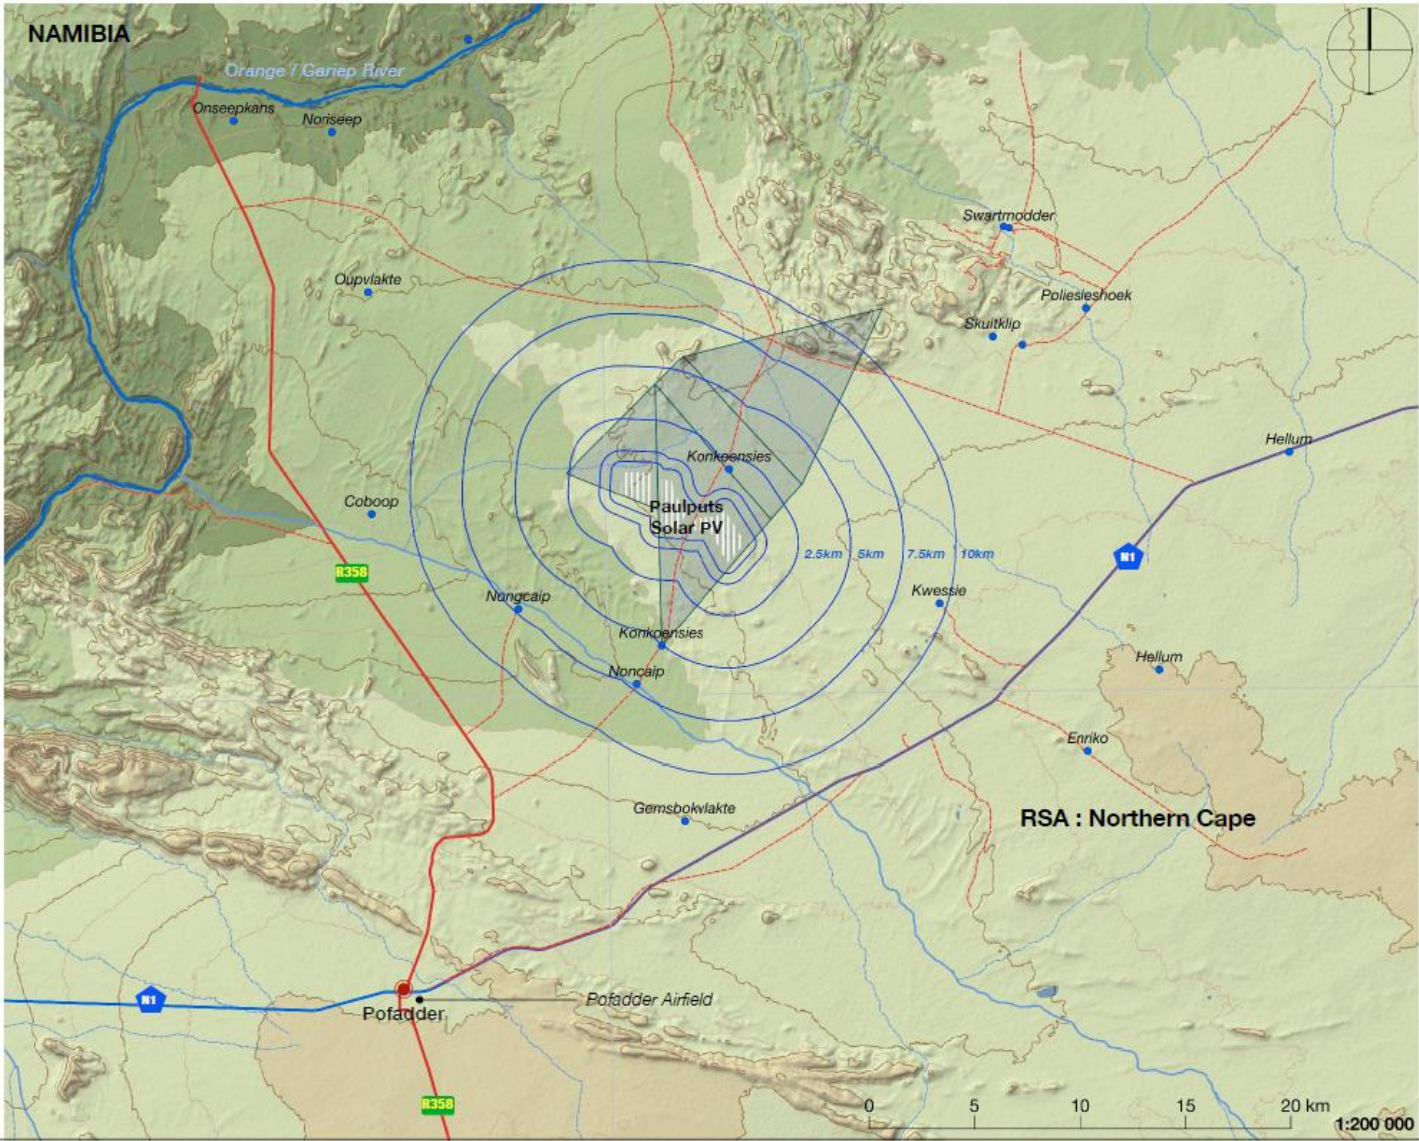 NAMIBIA
Orange / Gariep River
Onseepkans
Noriseep
Swartmodder
Oupvlakte
Poliesieshoek
Skuitklip
Hellum
Konkoensies
Coboop
Paulputs
Solar PV
2.5km
5km
7.5km
10km
N1
R358
Nongcaip
Kwessie
Konkoensies
Noncaip
Hellum
Enriko
Gemsbokvlakte
RSA : Northern Cape
N1
Pofadder Airfield
Pofadder
R358
0 5 10 15 20 km
1:200 000